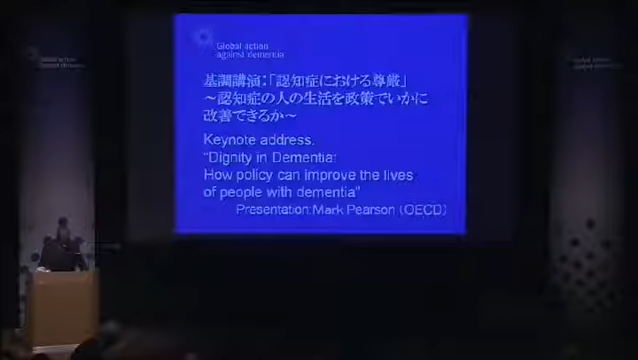 Global action
against dementia
基調講演:「認知症における尊厳」
~認知症の人の生活を政策でいかに
改善できるか~
Keynote address.
"Dignity in Dementia:
How policy can improve the lives
of people with dementia"
Presentation:Mark Pearson (OECD)